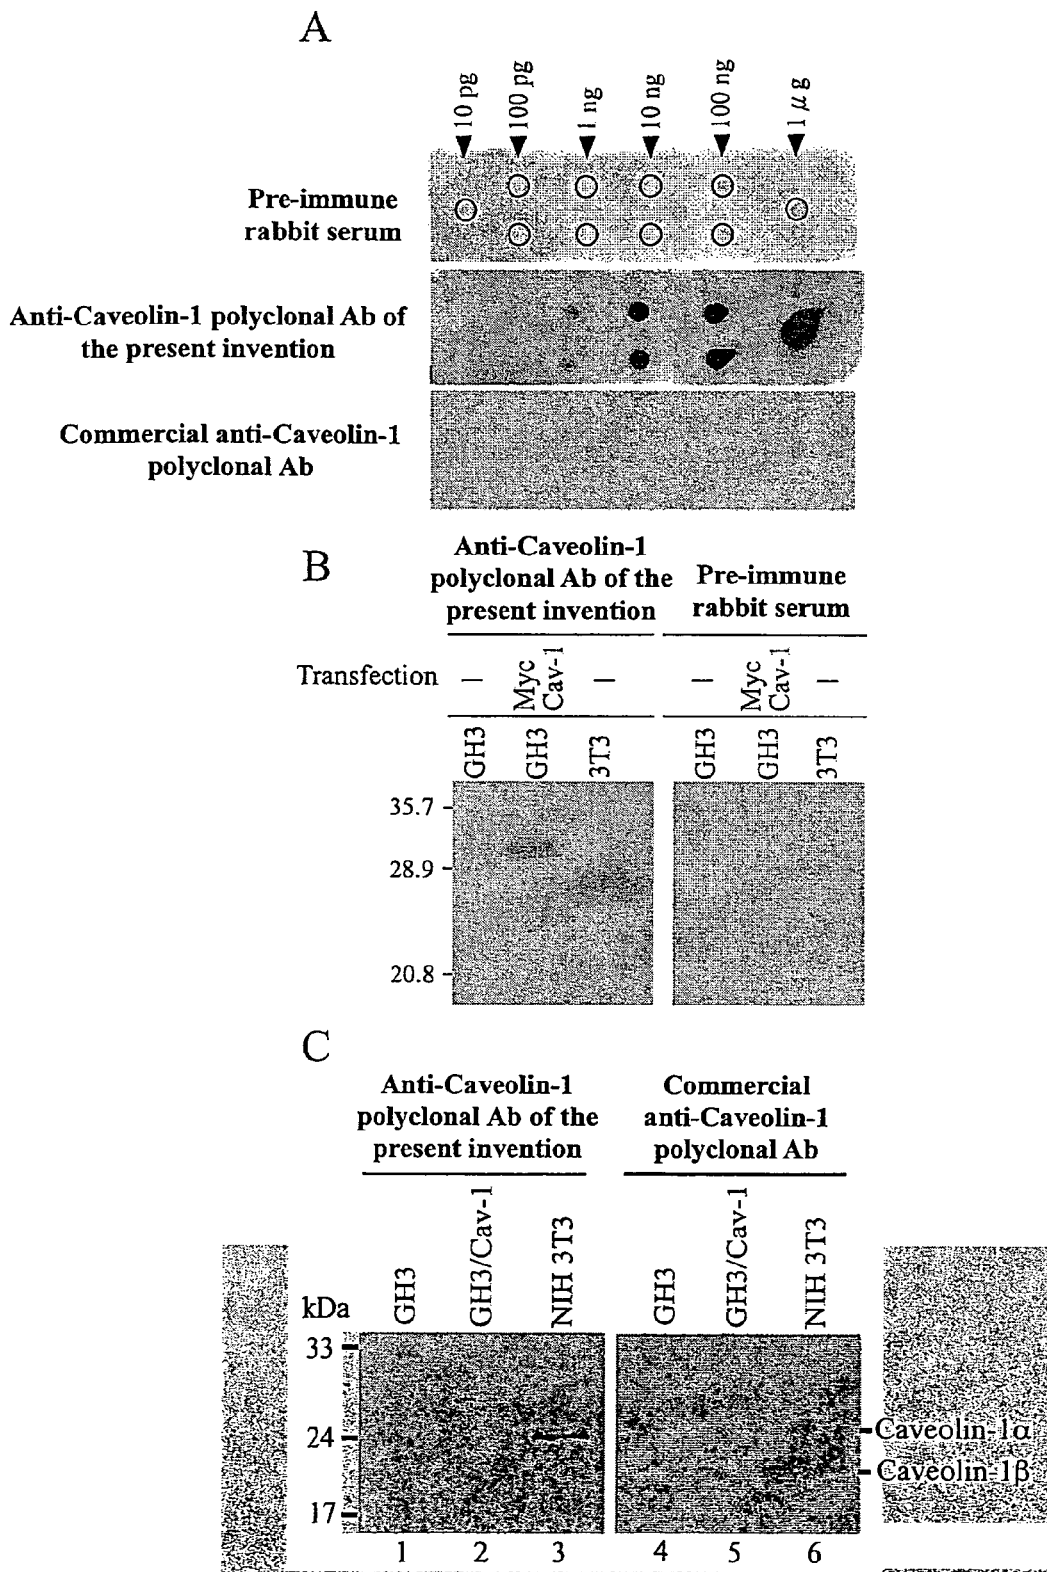 A
10 pg
100 pg
1 ng
10 ng
100 ng
1 μg
Pre-immune
rabbit serum
Anti-Caveolin-1 polyclonal Ab of
the present invention
Commercial anti-Caveolin-1
polyclonal Ab
B
Anti-Caveolin-1
polyclonal Ab of the
present invention
Pre-immune
rabbit serum
Transfection
—
Myc
Cav-1
—
—
Myc
Cav-1
—
GH3
GH3
3T3
GH3
GH3
3T3
35.7
28.9
20.8
C
Anti-Caveolin-1
polyclonal Ab of the
present invention
Commercial
anti-Caveolin-1
polyclonal Ab
kDa
GH3
GH3/Cav-1
NIH 3T3
GH3
GH3/Cav-1
NIH 3T3
33
24
17
Caveolin-1α
Caveolin-1β
1 2 3 4 5 6